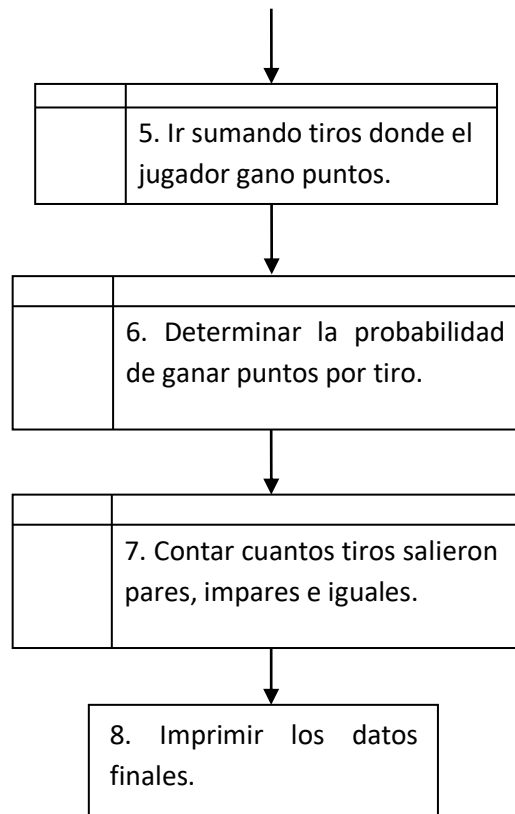 5. Ir sumando tiros donde el
jugador gano puntos.
6. Determinar la probabilidad
de ganar puntos por tiro.
7. Contar cuantos tiros salieron
pares, impares e iguales.
8. Imprimir los datos
finales.